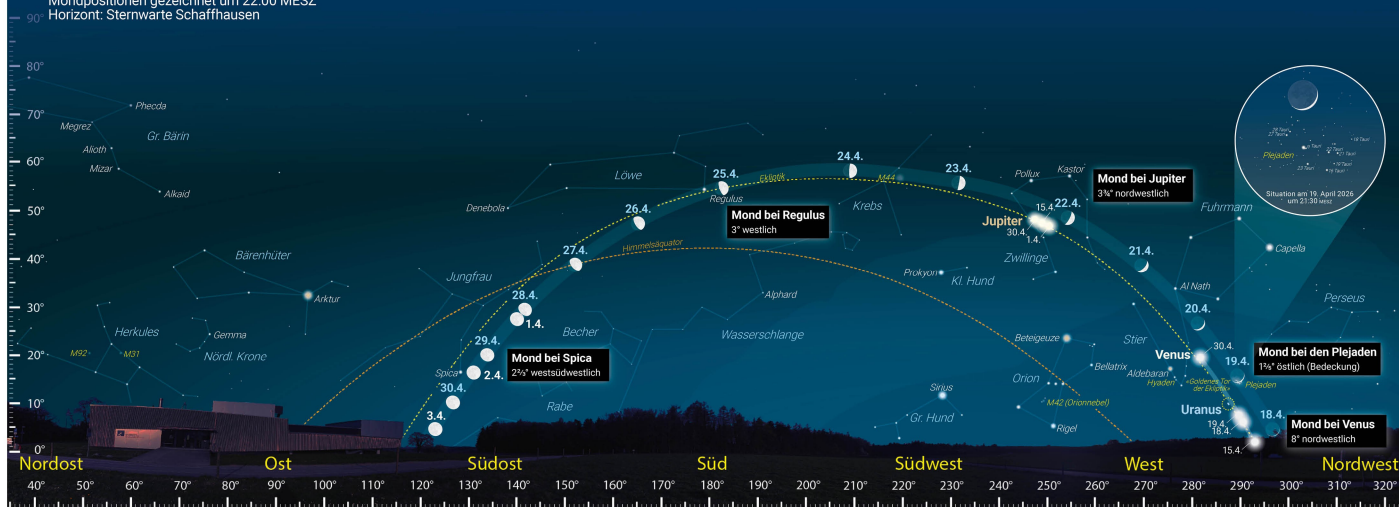 Mondpositionen gezeichnet um 22:00 MESZ
Horizont: Sternwarte Schaffhausen
90°
80°
70°
60°
50°
40°
30°
20°
10°
0°
Phecda
Megrez
Gr. Bärin
Alioth
Mizar
Alkaid
Bärenhüter
Arktur
Herkules
Gemma
M92
M31
Nördl. Krone
Löwe
Denebola
Regulus
Jungfrau
Spica
Becher
Rabe
Himmelsäquator
Ekliptik
Alphard
Wasserschlange
Krebs
M44
Prokyon
Kl. Hund
Sirius
Gr. Hund
Pollux
Kastor
Zwillinge
Beteigeuze
Bellatrix
Orion
M42 (Orionnebel)
Rigel
Stier
Aldebaran
Hyaden
«Goldenes Tor
der Ekliptik»
Al Nath
Fuhrmann
Capella
Perseus
Plejaden
3.4.
30.4.
2.4.
29.4.
1.4.
28.4.
27.4.
26.4.
25.4.
24.4.
23.4.
22.4.
21.4.
20.4.
19.4.
18.4.
Mond bei Spica
2⅔° westsüdwestlich
Mond bei Regulus
3° westlich
Mond bei Jupiter
3¾° nordwestlich
Jupiter
15.4.
30.4.
1.4.
Mond bei den Plejaden
1⅔° östlich (Bedeckung)
Venus
30.4.
Uranus
19.4.
18.4.
15.4.
Mond bei Venus
8° nordwestlich
Plejaden
Situation am 19. April 2026
um 21:30 MESZ
Nordost
Ost
Südost
Süd
Südwest
West
Nordwest
40° 50° 60° 70° 80° 90° 100° 110° 120° 130° 140° 150° 160° 170° 180° 190° 200° 210° 220° 230° 240° 250° 260° 270° 280° 290° 300° 310° 320°